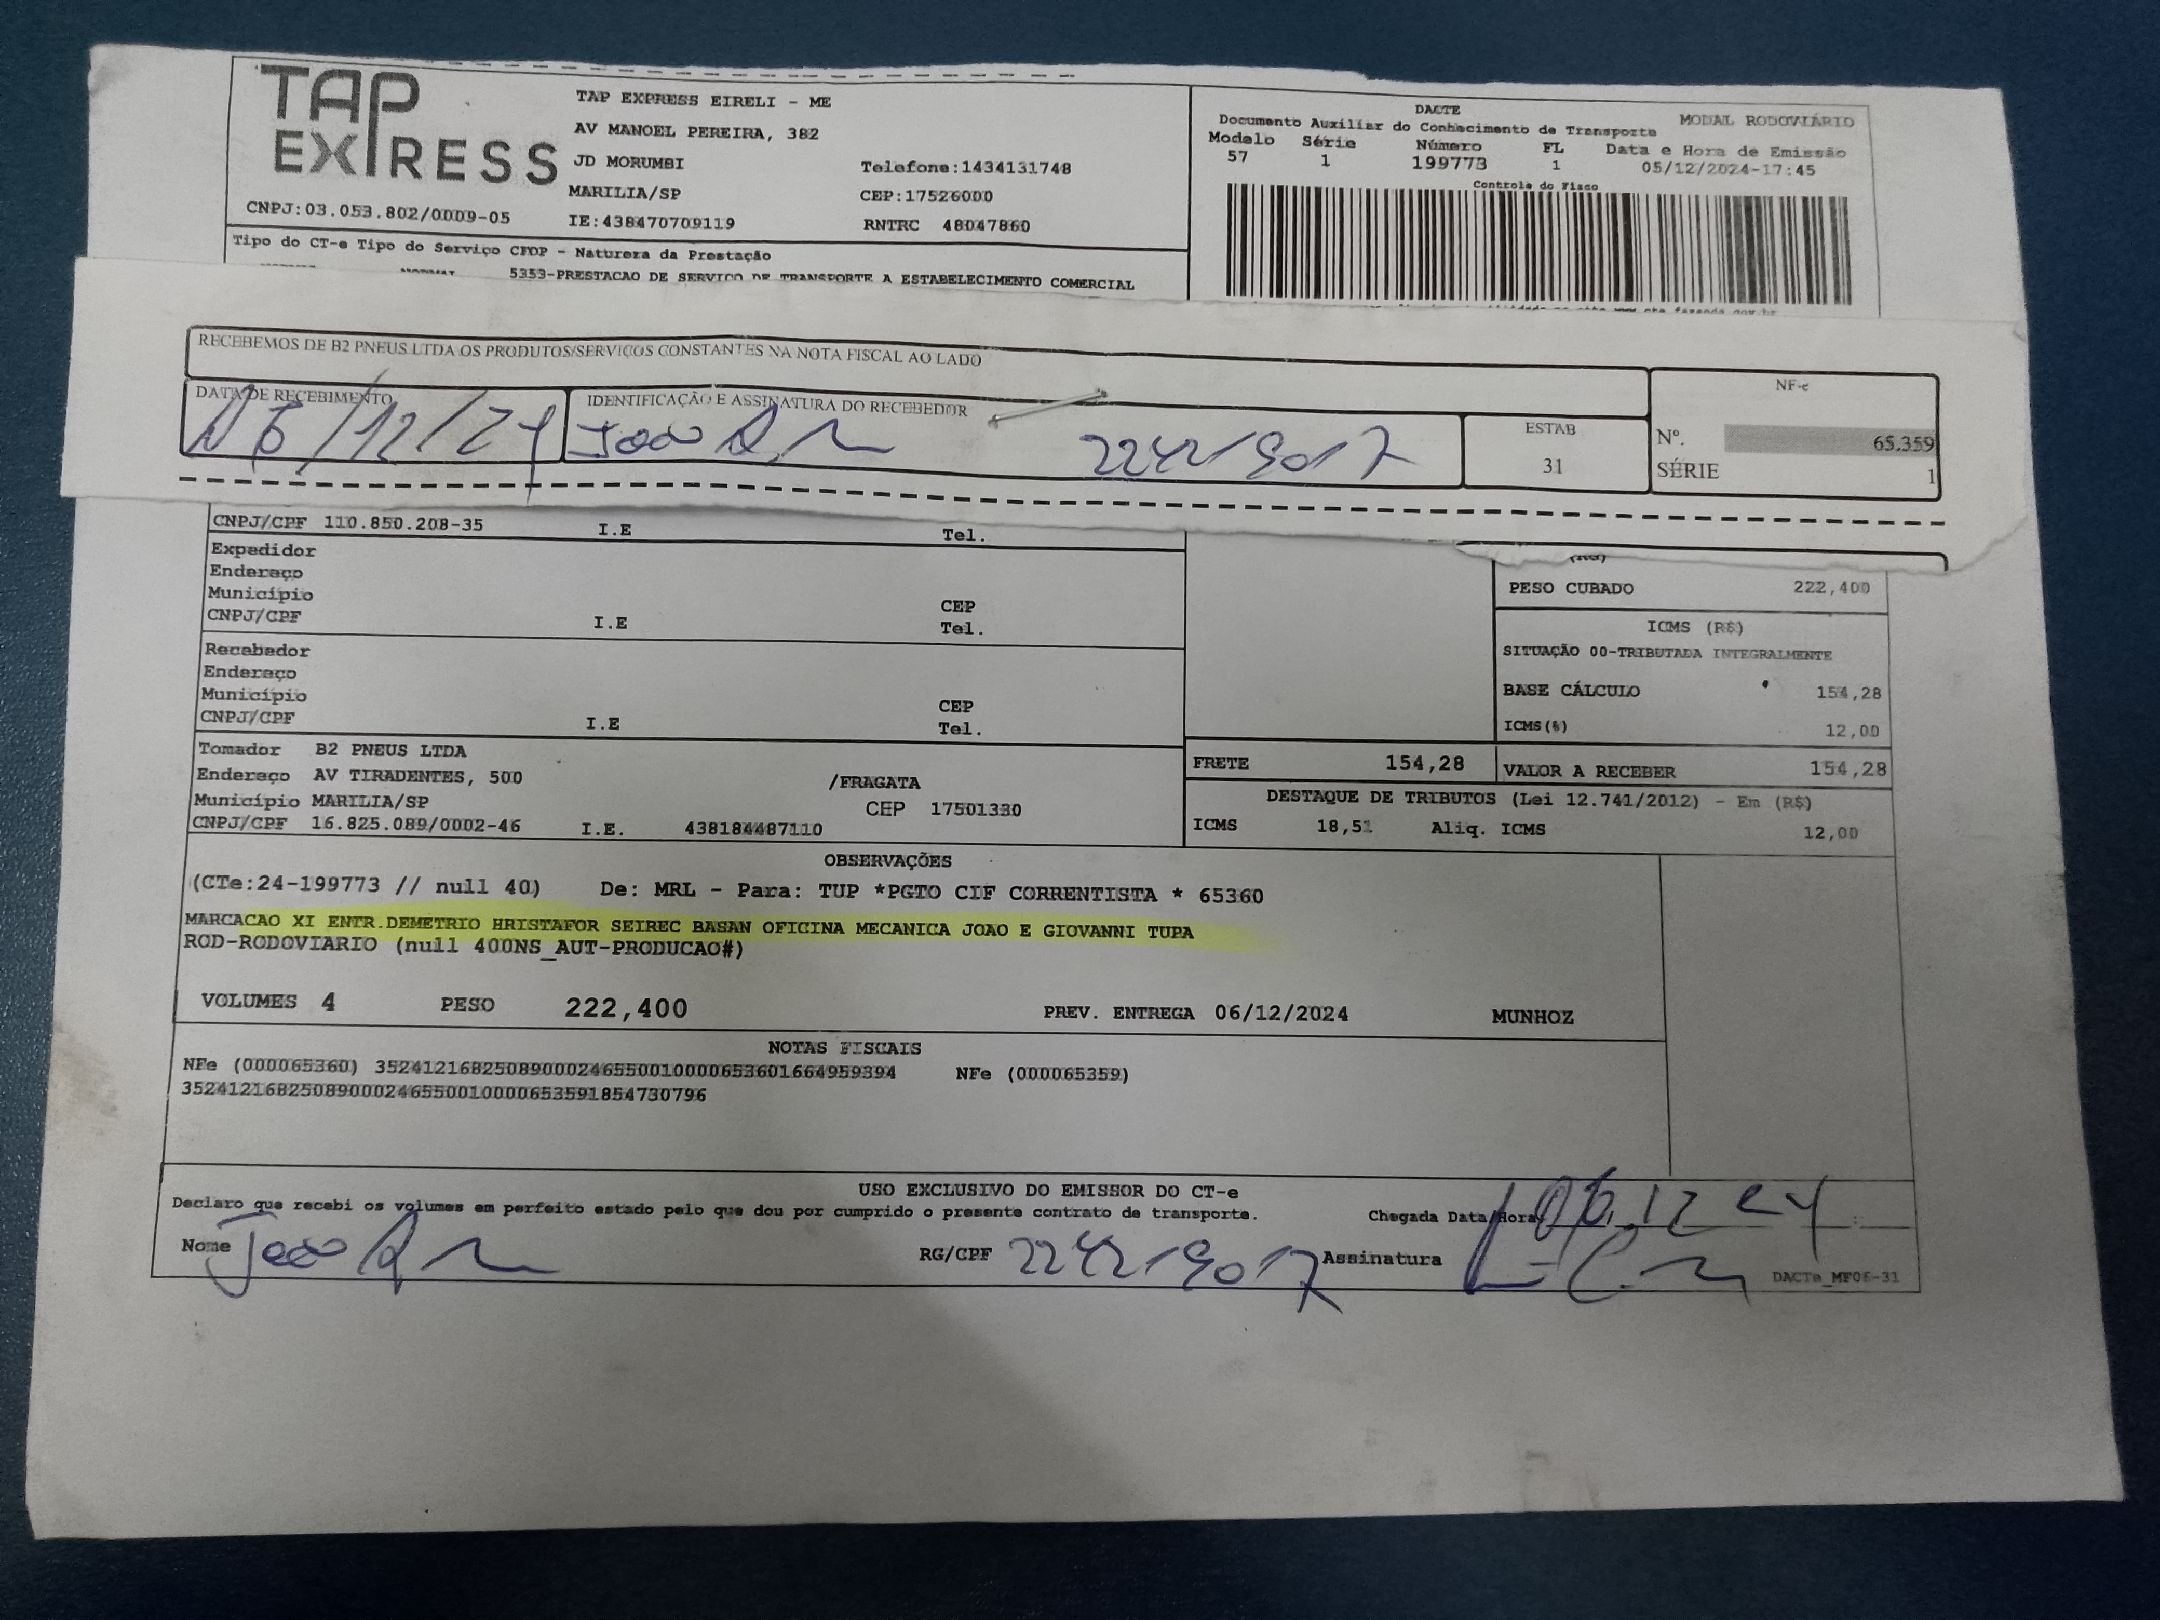 TAP EXPRESS
TAP EXPRESS EIRELI - ME
AV MANOEL PEREIRA, 382
JD MORUMBI Telefone:1434131748
MARILIA/SP CEP:17526000
CNPJ:03.053.802/0009-05 IE:438470709119 RNTRC 48047860
DACTE MODAL RODOVIÁRIO
Documento Auxiliar do Conhecimento de Transporte
Modelo Série Número FL Data e Hora de Emissão
57 1 199773 1 05/12/2024-17:45
Controle do Fisco
Tipo do CT-e Tipo do Serviço CFOP - Natureza da Prestação
NORMAL 5353-PRESTACAO DE SERVICO DE TRANSPORTE A ESTABELECIMENTO COMERCIAL
RECEBEMOS DE B2 PNEUS LTDA OS PRODUTOS/SERVIÇOS CONSTANTES NA NOTA FISCAL AO LADO
DATA DE RECEBIMENTO IDENTIFICAÇÃO E ASSINATURA DO RECEBEDOR ESTAB NF-e
06/12/24 João 31 Nº. 65.359
SÉRIE 1
CNPJ/CPF 110.850.208-35 I.E Tel.
Expedidor
Endereço
Município CEP
CNPJ/CPF I.E Tel.
Recebedor
Endereço
Município CEP
CNPJ/CPF I.E Tel.
PESO CUBADO 222,400
ICMS (R$)
SITUAÇÃO 00-TRIBUTADA INTEGRALMENTE
BASE CÁLCULO 154,28
ICMS(%) 12,00
Tomador B2 PNEUS LTDA
Endereço AV TIRADENTES, 500 /FRAGATA
Município MARILIA/SP CEP 17501330
CNPJ/CPF 16.825.089/0002-46 I.E. 438184487110
FRETE 154,28 VALOR A RECEBER 154,28
DESTAQUE DE TRIBUTOS (Lei 12.741/2012) - Em (R$)
ICMS 18,51 Aliq. ICMS 12,00
OBSERVAÇÕES
(CTe:24-199773 // null 40) De: MRL - Para: TUP *PGTO CIF CORRENTISTA * 65360
MARCACAO XI ENTR.DEMETRIO HRISTAFOR SEIREC BASAN OFICINA MECANICA JOAO E GIOVANNI TUPA
ROD-RODOVIARIO (null 400NS_AUT-PRODUCAO#)
VOLUMES 4 PESO 222,400 PREV. ENTREGA 06/12/2024 MUNHOZ
NOTAS FISCAIS
NFe (000065360) 35241216825089000246550010000653601664959394 NFe (000065359)
35241216825089000246550010000653591854730796
USO EXCLUSIVO DO EMISSOR DO CT-e
Declaro que recebi os volumes em perfeito estado pelo que dou por cumprido o presente contrato de transporte. Chegada Data/Hora 06 12 24
Nome João RG/CPF Assinatura
DACTe_MF06-31